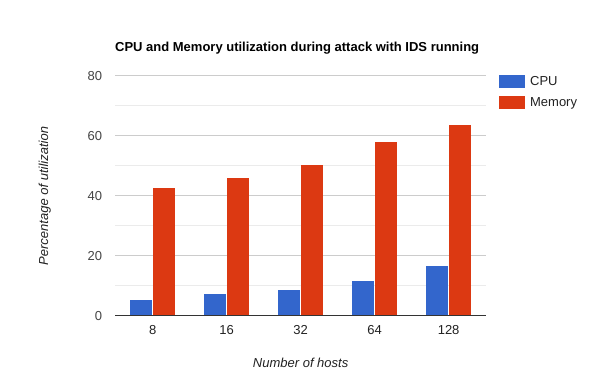 CPU and Memory utilization during attack with IDS running
80
60
40
20
0
Percentage of utilization
8
16
32
64
128
Number of hosts
CPU
Memory